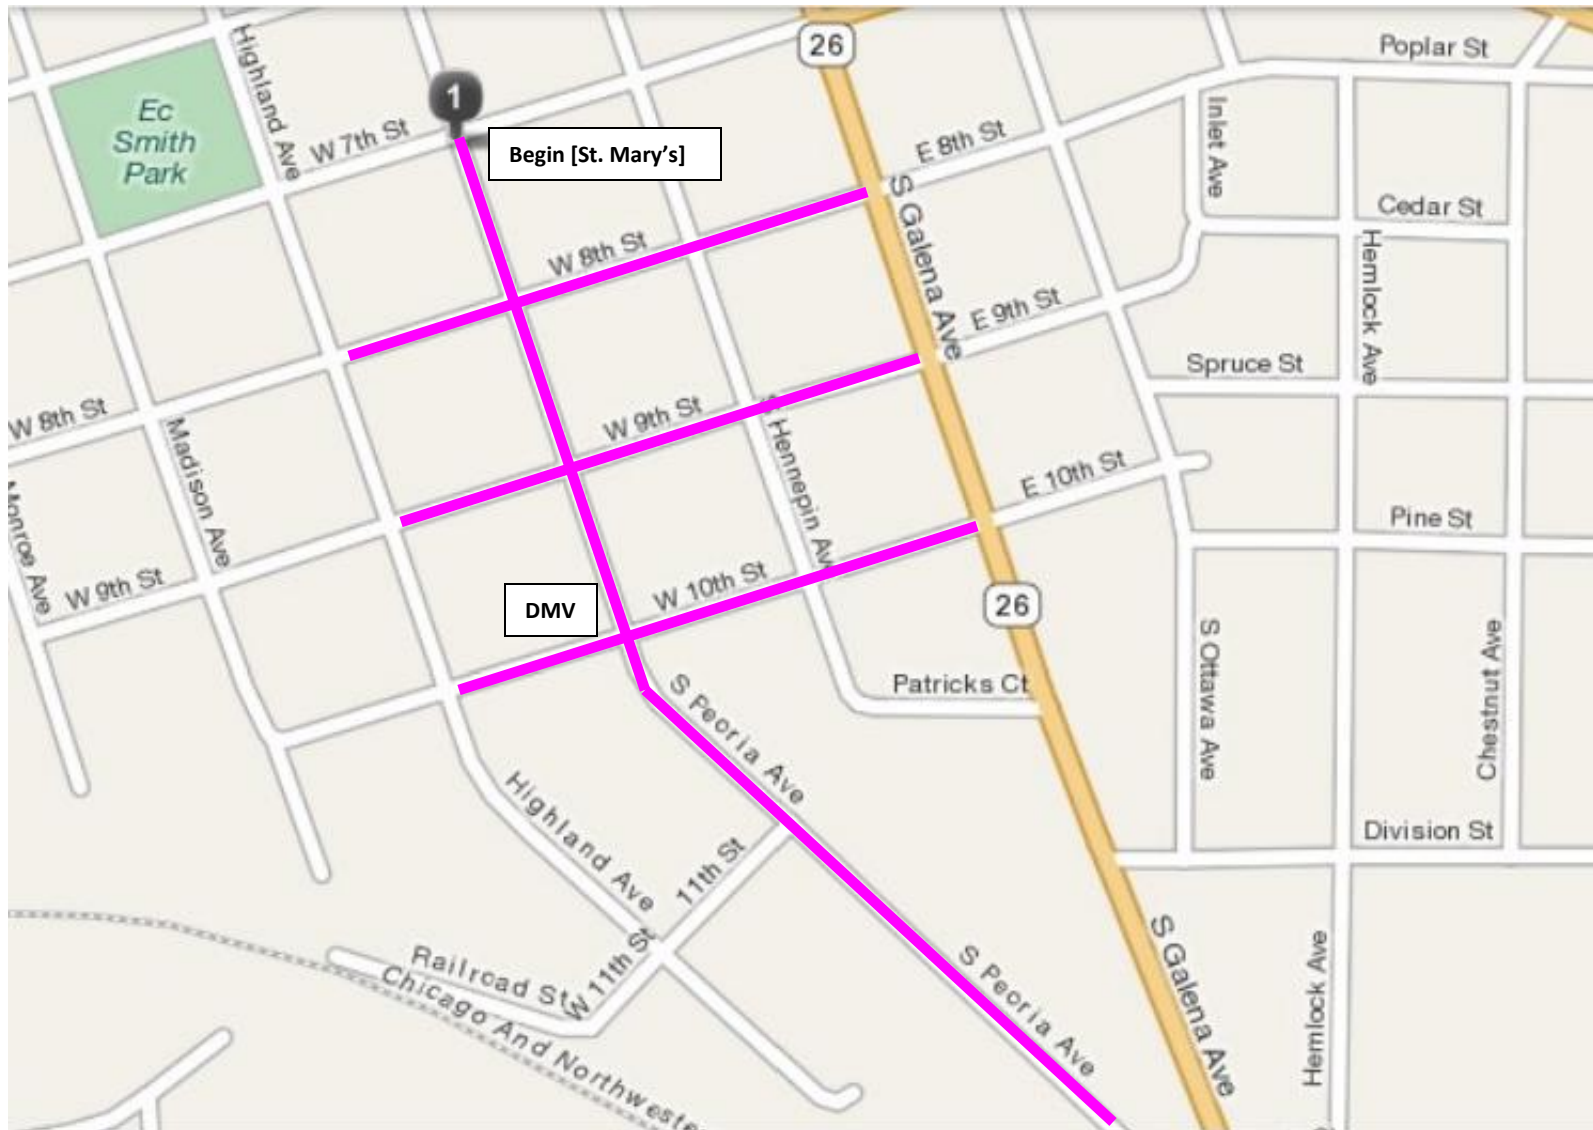 26
Poplar St
Highland Ave
Ec
Smith
Park
1
W 7th St
Begin [St. Mary's]
E 8th St
Inlet Ave
Cedar St
S Galena Ave
W 8th St
Hemlock Ave
E 9th St
Spruce St
W 8th St
Madison Ave
W 9th St
S Hennepin Av
E 10th St
Pine St
Monroe Ave
W 9th St
DMV
W 10th St
26
S Ottawa Ave
Chestnut Ave
S Peoria Ave
Patricks Ct
Highland Ave
11th St
Division St
W 11th St
Railroad St
Chicago And Northweste
S Peoria Ave
S Galena Ave
Hemlock Ave